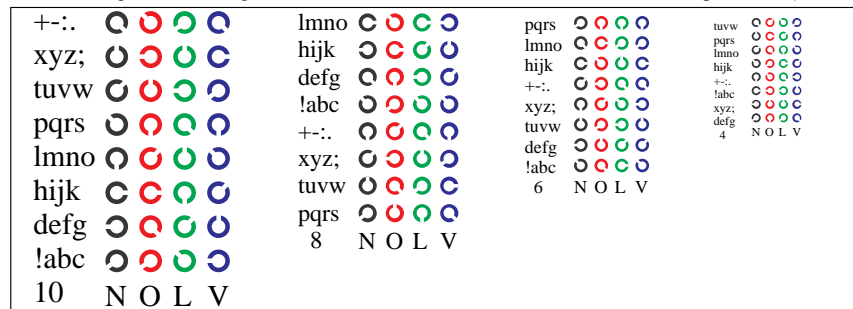 +-:.
xyz;
tuvw
pqrs
lmno
hijk
defg
!abc
10 N O L V
lmno
hijk
defg
!abc
+-:.
xyz;
tuvw
pqrs
8 N O L V
pqrs
lmno
hijk
+-:.
xyz;
tuvw
defg
!abc
6 N O L V
tuvw
pqrs
lmno
hijk
+-:.
!abc
xyz;
defg
4 N O L V